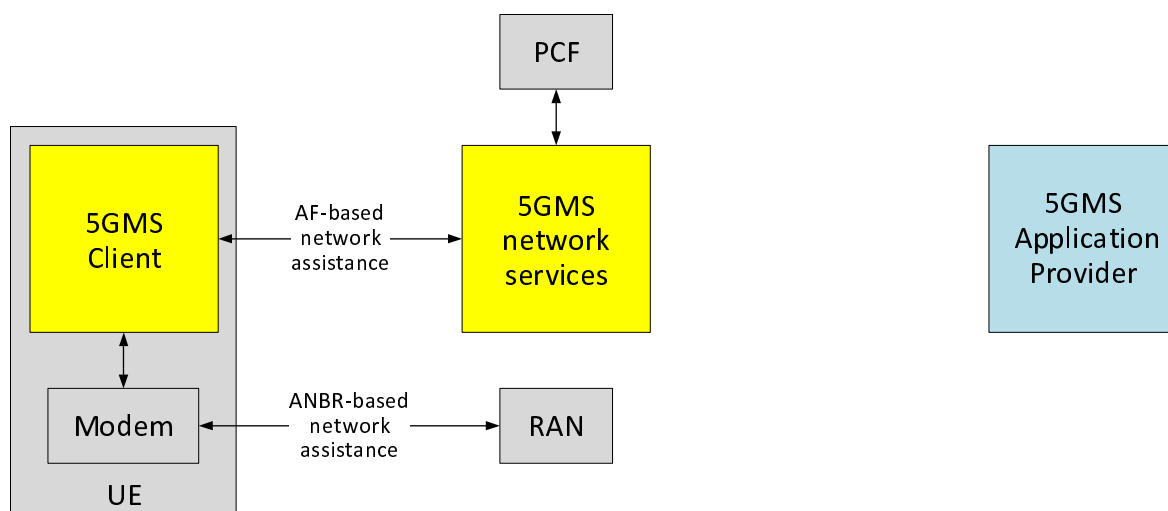 PCF
5GMS
Client
AF-based
network
assistance
5GMS
network
services
5GMS
Application
Provider
Modem
ANBR-based
network
assistance
RAN
UE